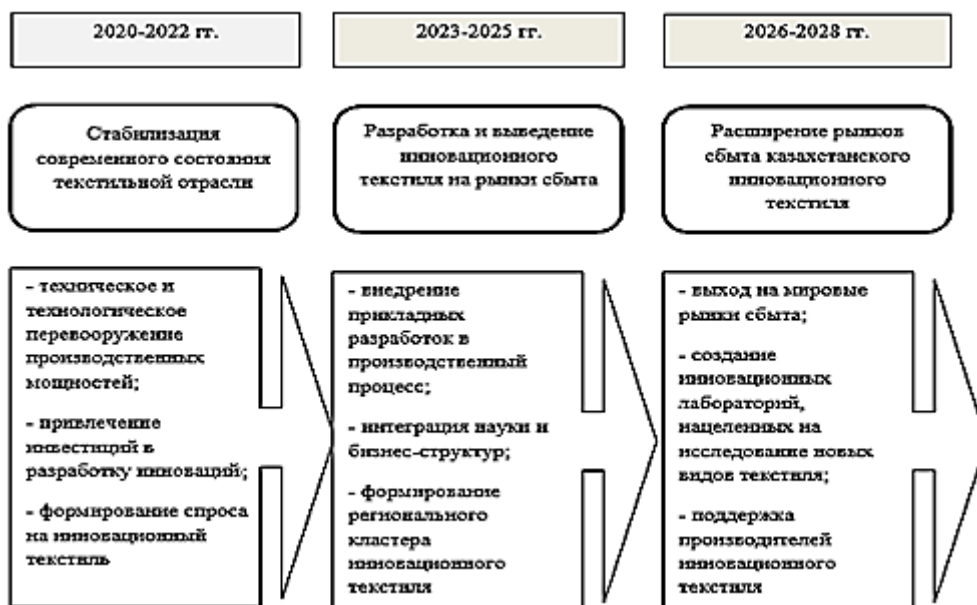 2020-2022 гг.
2023-2025 гг.
2026-2028 гг.
Стабилизация
современного состояния
текстильной отрасли
Разработка и выведение
инновационного
текстиля на рынки сбыта
Расширение рынков
сбыта казахстанского
инновационного
текстиля
- техническое и
технологическое
перевооружение
производственных
мощностей;
- привлечение
инвестиций в
разработку инноваций;
- формирование спроса
на инновационный
текстиль
- внедрение
прикладных
разработок в
производственный
процесс;
- интеграция науки и
бизнес-структур;
- формирование
регионального
кластера
инновационного
текстиля
- выход на мировые
рынки сбыта;
- создание
инновационных
лабораторий,
нацеленных на
исследование новых
видов текстиля;
- поддержка
производителей
инновационного
текстиля